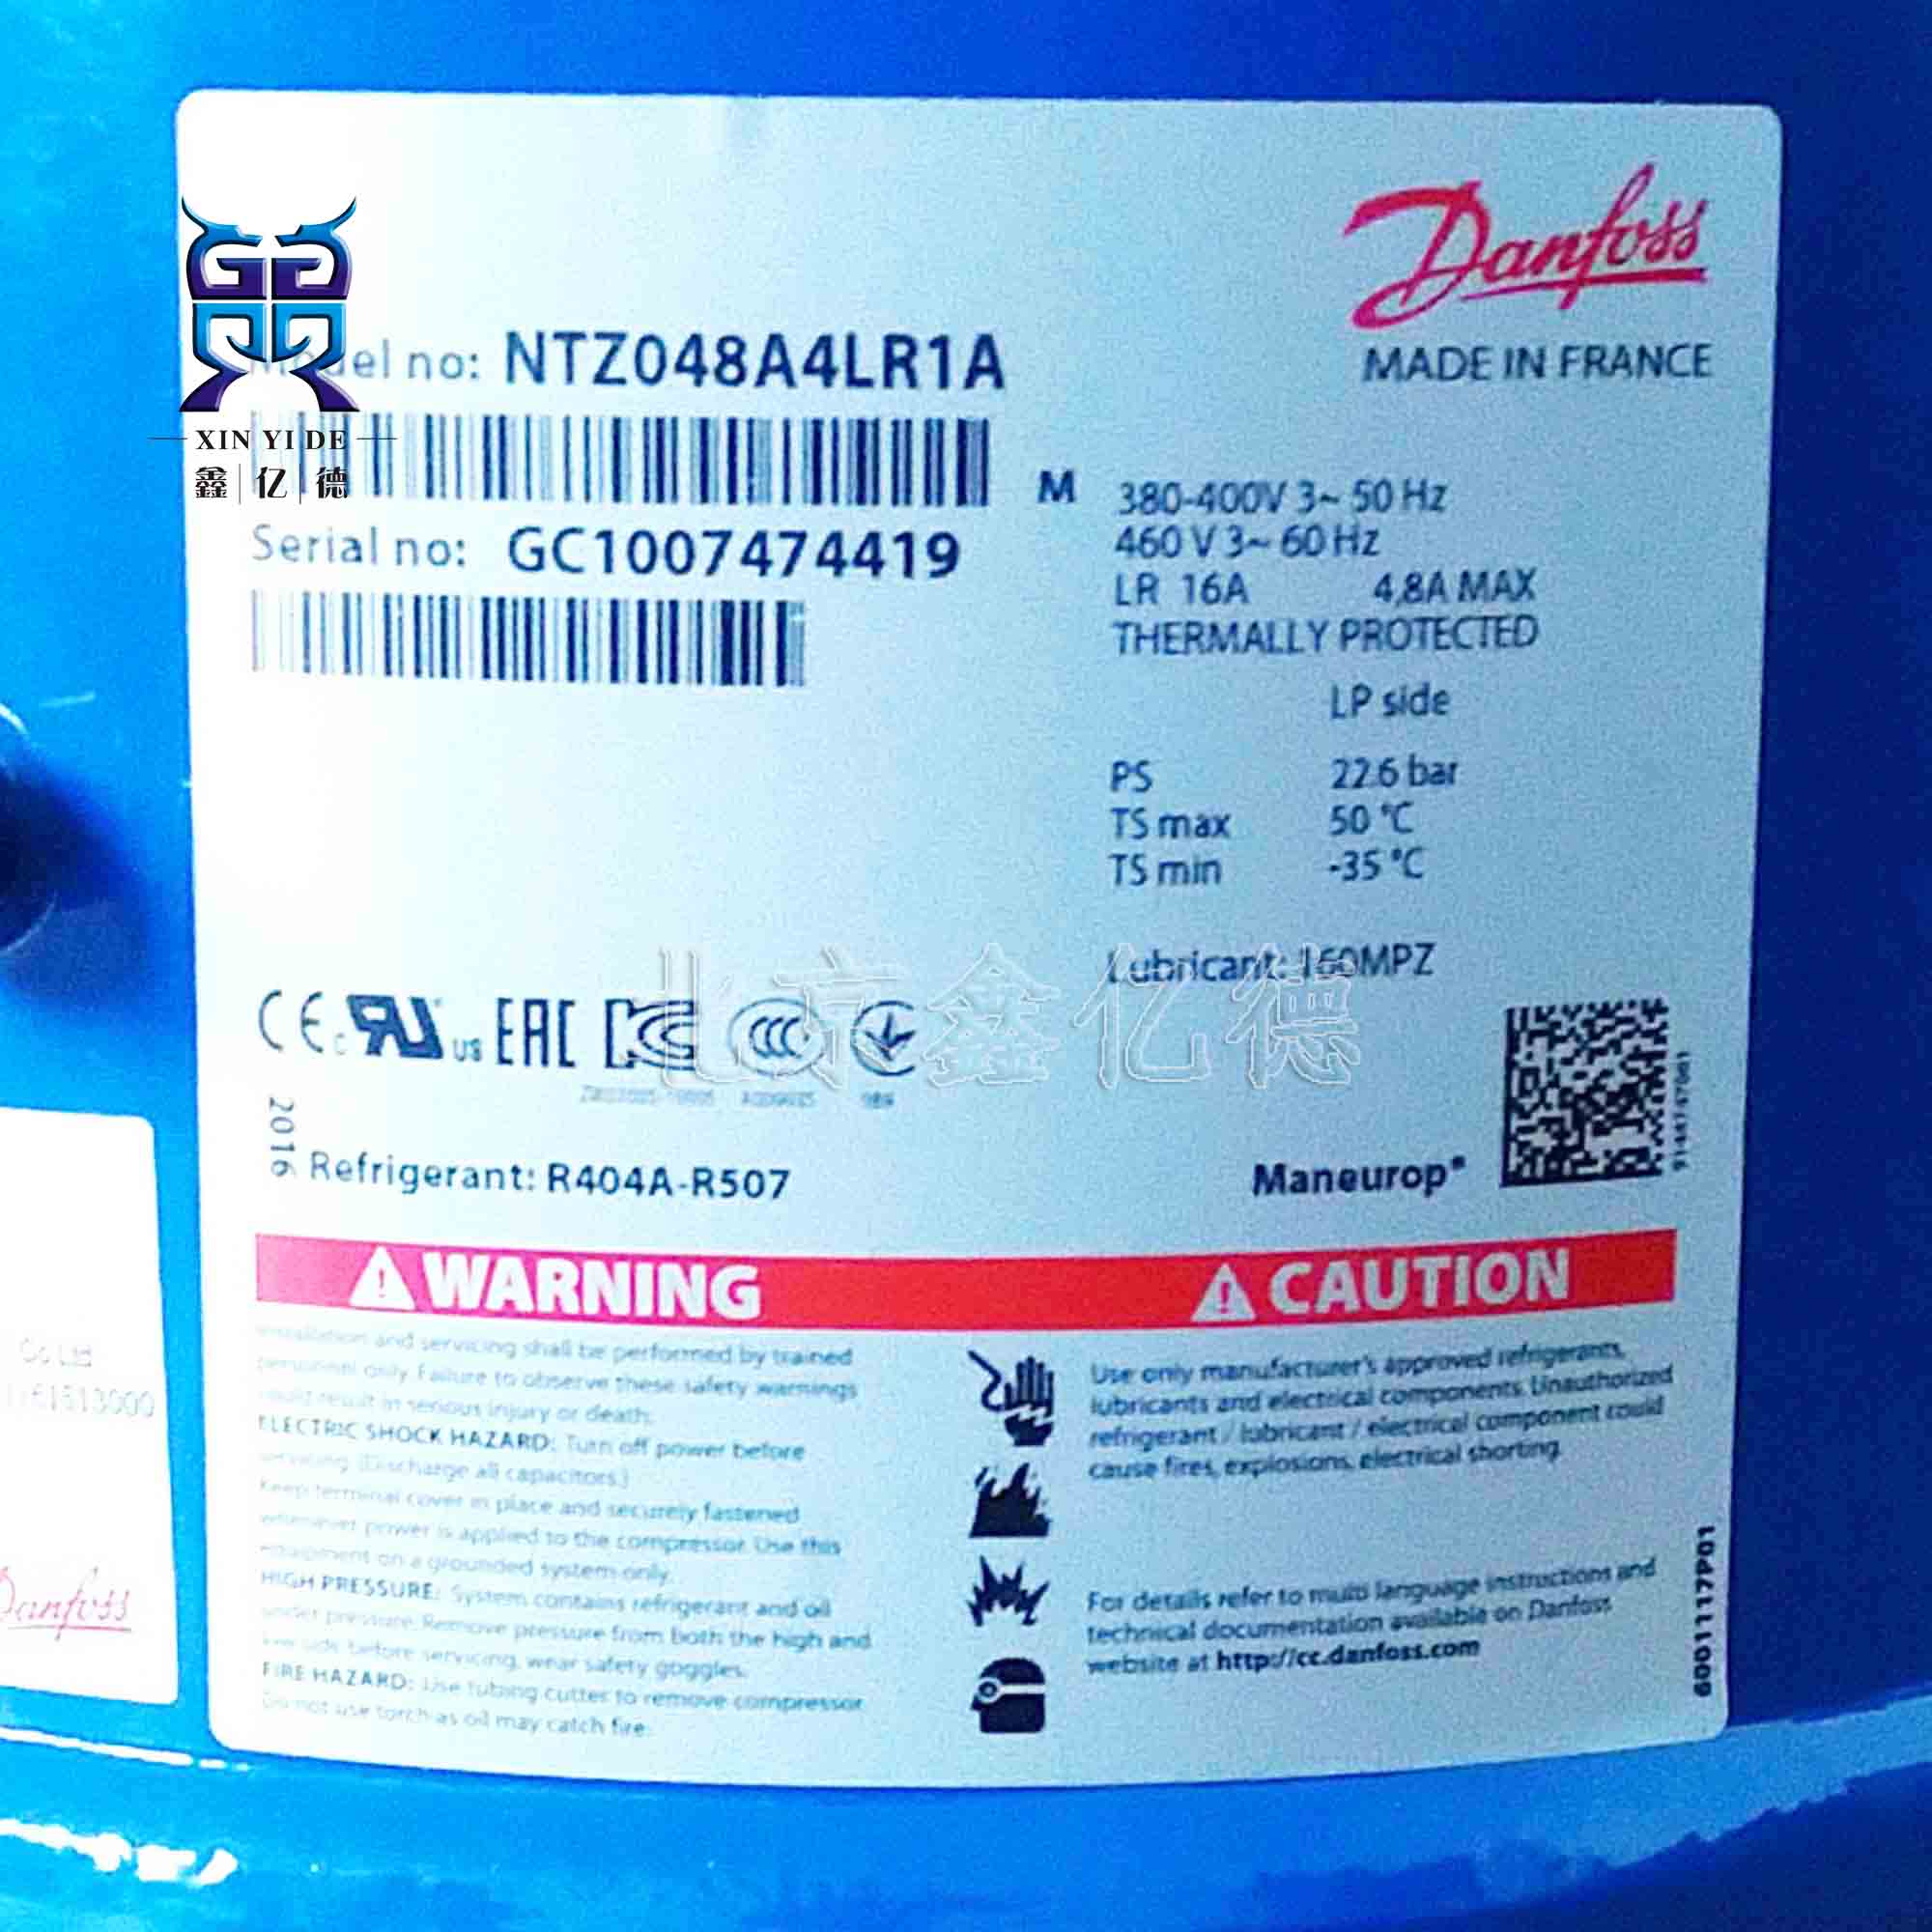 Danfoss
MADE IN FRANCE
Model no: NTZ048A4LR1A
XIN YI DE
鑫 亿 德
Serial no: GC1007474419
M 380-400V 3~ 50 Hz
460 V 3~ 60 Hz
LR 16A 4,8A MAX
THERMALLY PROTECTED
LP side
PS 22.6 bar
TS max 50 °C
TS min -35 °C
Lubricant: 160MPZ
北京鑫亿德
CE c RU us EAC KC CCC
2016
Refrigerant: R404A-R507
Maneurop®
WARNING
Installation and servicing shall be performed by trained
personnel only. Failure to observe these safety warnings
could result in serious injury or death.
ELECTRIC SHOCK HAZARD: Turn off power before
servicing. (Discharge all capacitors.)
Keep terminal cover in place and securely fastened
whenever power is applied to the compressor. Use this
equipment on a grounded system only.
HIGH PRESSURE: System contains refrigerant and oil
under pressure. Remove pressure from both the high and
low side before servicing, wear safety goggles.
FIRE HAZARD: Use tubing cutter to remove compressor.
Do not use torch as oil may catch fire.
CAUTION
Use only manufacturer's approved refrigerants,
lubricants and electrical components. Unauthorized
refrigerant / lubricant / electrical component could
cause fires, explosions, electrical shorting.
For details refer to multi language instructions and
technical documentation available on Danfoss
website at http://cc.danfoss.com
6001117P01
Co Ltd
61513000
Danfoss